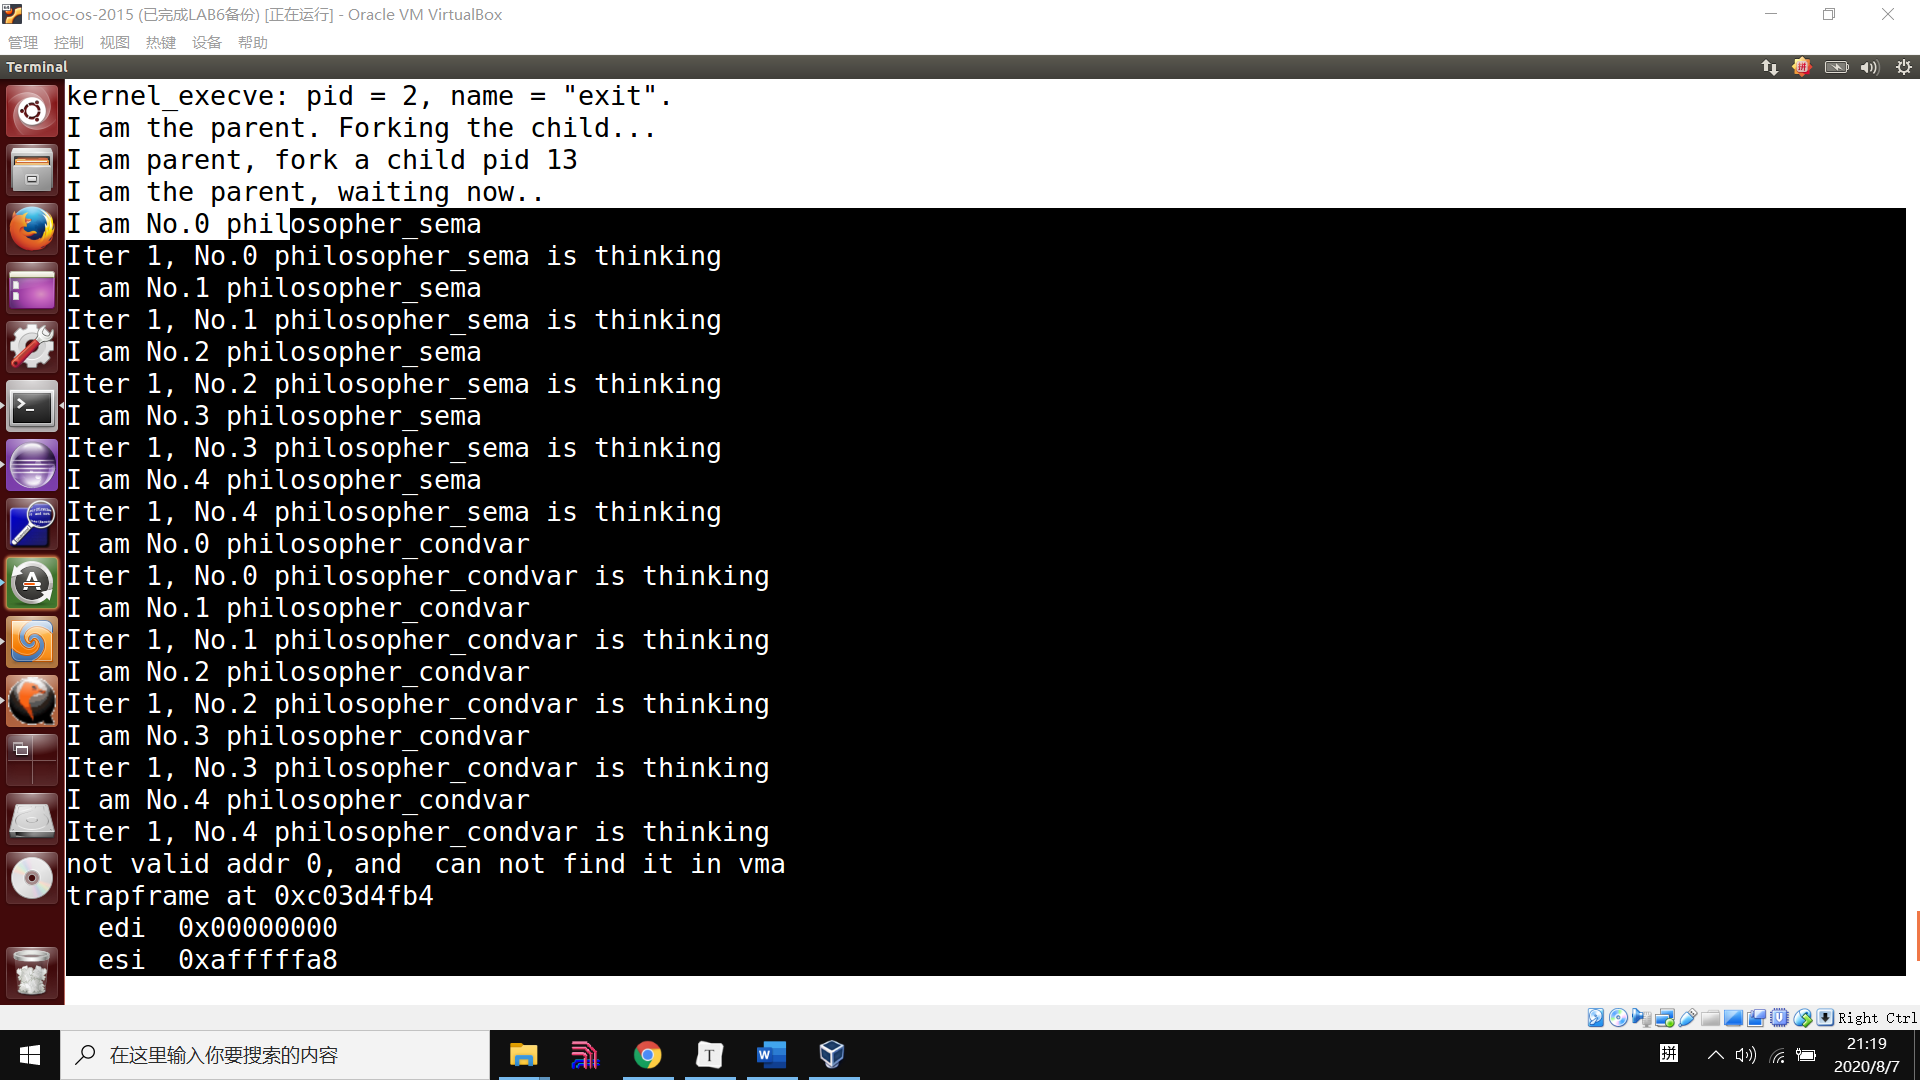 mooc-os-2015 (已完成LAB6备份) [正在运行] - Oracle VM VirtualBox
管理 控制 视图 热键 设备 帮助
Terminal
kernel_execve: pid = 2, name = "exit".
I am the parent. Forking the child...
I am parent, fork a child pid 13
I am the parent, waiting now..
I am No.0 philosopher_sema
Iter 1, No.0 philosopher_sema is thinking
I am No.1 philosopher_sema
Iter 1, No.1 philosopher_sema is thinking
I am No.2 philosopher_sema
Iter 1, No.2 philosopher_sema is thinking
I am No.3 philosopher_sema
Iter 1, No.3 philosopher_sema is thinking
I am No.4 philosopher_sema
Iter 1, No.4 philosopher_sema is thinking
I am No.0 philosopher_condvar
Iter 1, No.0 philosopher_condvar is thinking
I am No.1 philosopher_condvar
Iter 1, No.1 philosopher_condvar is thinking
I am No.2 philosopher_condvar
Iter 1, No.2 philosopher_condvar is thinking
I am No.3 philosopher_condvar
Iter 1, No.3 philosopher_condvar is thinking
I am No.4 philosopher_condvar
Iter 1, No.4 philosopher_condvar is thinking
not valid addr 0, and  can not find it in vma
trapframe at 0xc03d4fb4
  edi  0x00000000
  esi  0xafffffa8
Right Ctrl
在这里输入你要搜索的内容
拼
21:19
2020/8/7